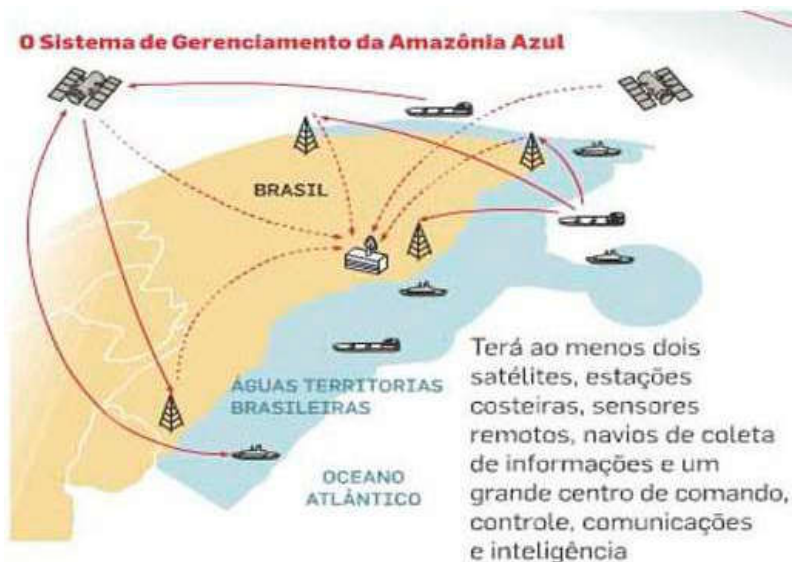 O Sistema de Gerenciamento da Amazônia Azul
BRASIL
ÁGUAS TERRITORIAS
BRASILEIRAS
OCEANO
ATLÂNTICO
Terá ao menos dois
satélites, estações
costeiras, sensores
remotos, navios de coleta
de informações e um
grande centro de comando,
controle, comunicações
e inteligência